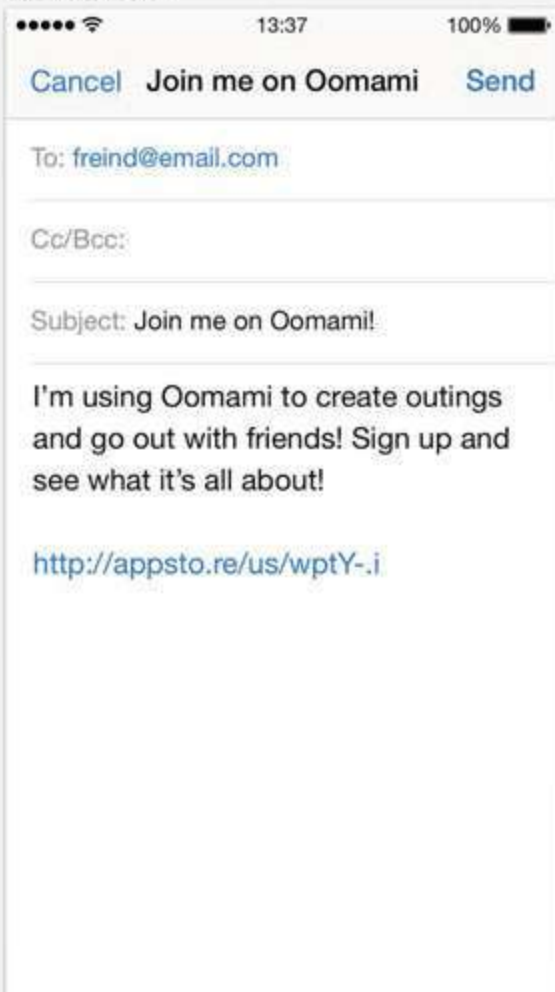 13:37 100%
Cancel Join me on Oomami Send
To: freind@email.com
Cc/Bcc:
Subject: Join me on Oomami!
I'm using Oomami to create outings
and go out with friends! Sign up and
see what it's all about!
http://appsto.re/us/wptY-.i